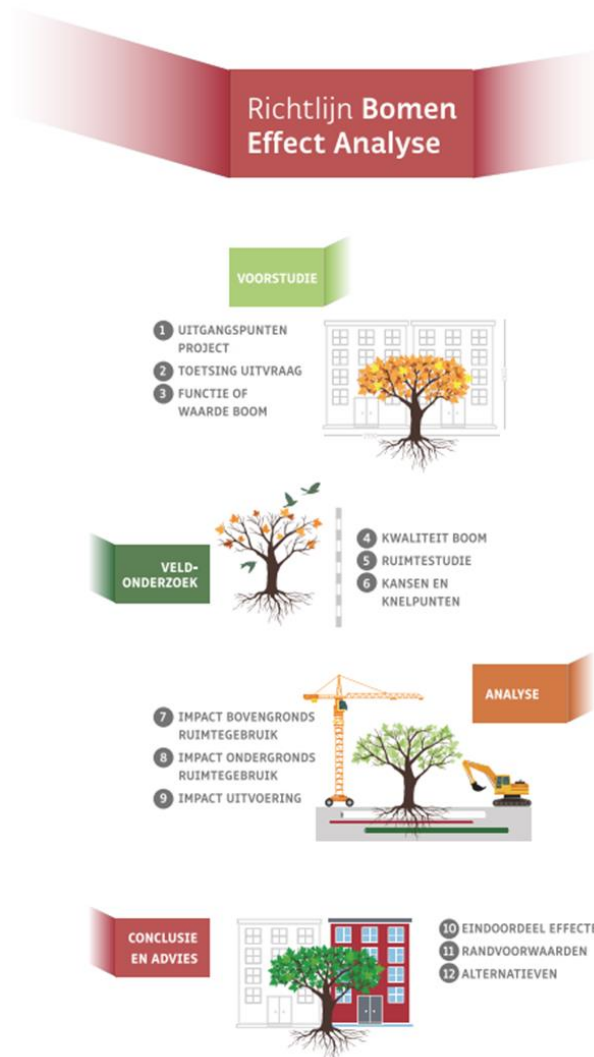 Richtlijn Bomen
Effect Analyse
VOORSTUDIE
1 UITGANGSPUNTEN
PROJECT
2 TOETSING UITVRAAG
3 FUNCTIE OF
WAARDE BOOM
VELD-
ONDERZOEK
4 KWALITEIT BOOM
5 RUIMTESTUDIE
6 KANSEN EN
KNELPUNTEN
ANALYSE
7 IMPACT BOVENGRONDS
RUIMTEGEBRUIK
8 IMPACT ONDERGRONDS
RUIMTEGEBRUIK
9 IMPACT UITVOERING
CONCLUSIE
EN ADVIES
10 EINDOORDEEL EFFECTE
11 RANDVOORWAARDEN
12 ALTERNATIEVEN